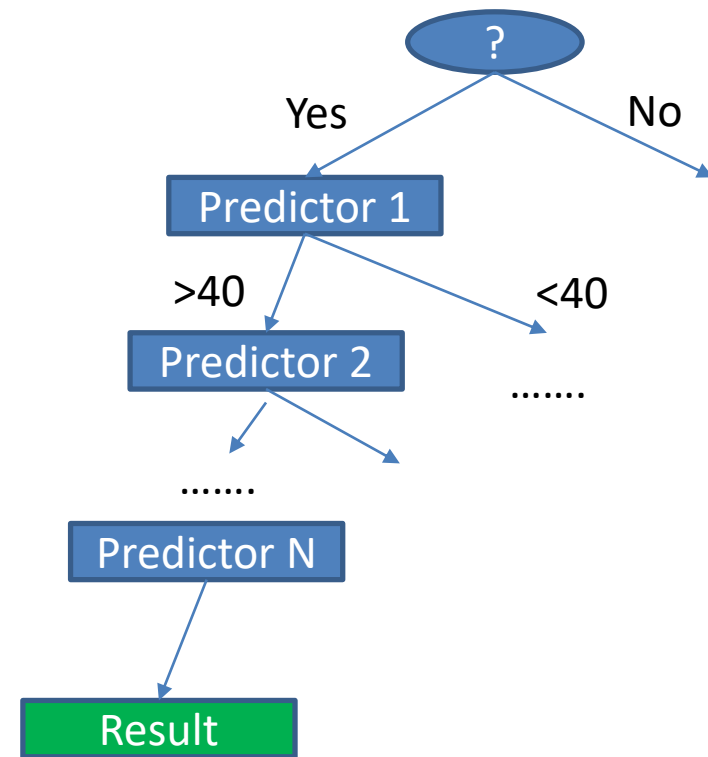 ?
Yes
No
Predictor 1
>40
<40
Predictor 2
.......
.......
Predictor N
Result